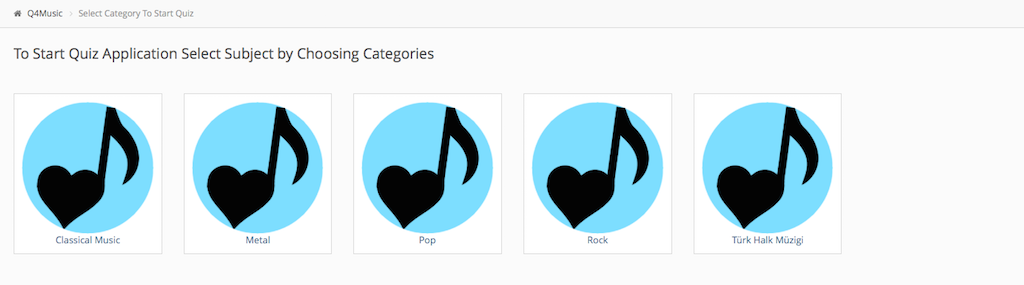 Q4Music > Select Category To Start Quiz
To Start Quiz Application Select Subject by Choosing Categories
Classical Music
Metal
Pop
Rock
Türk Halk Müzigi